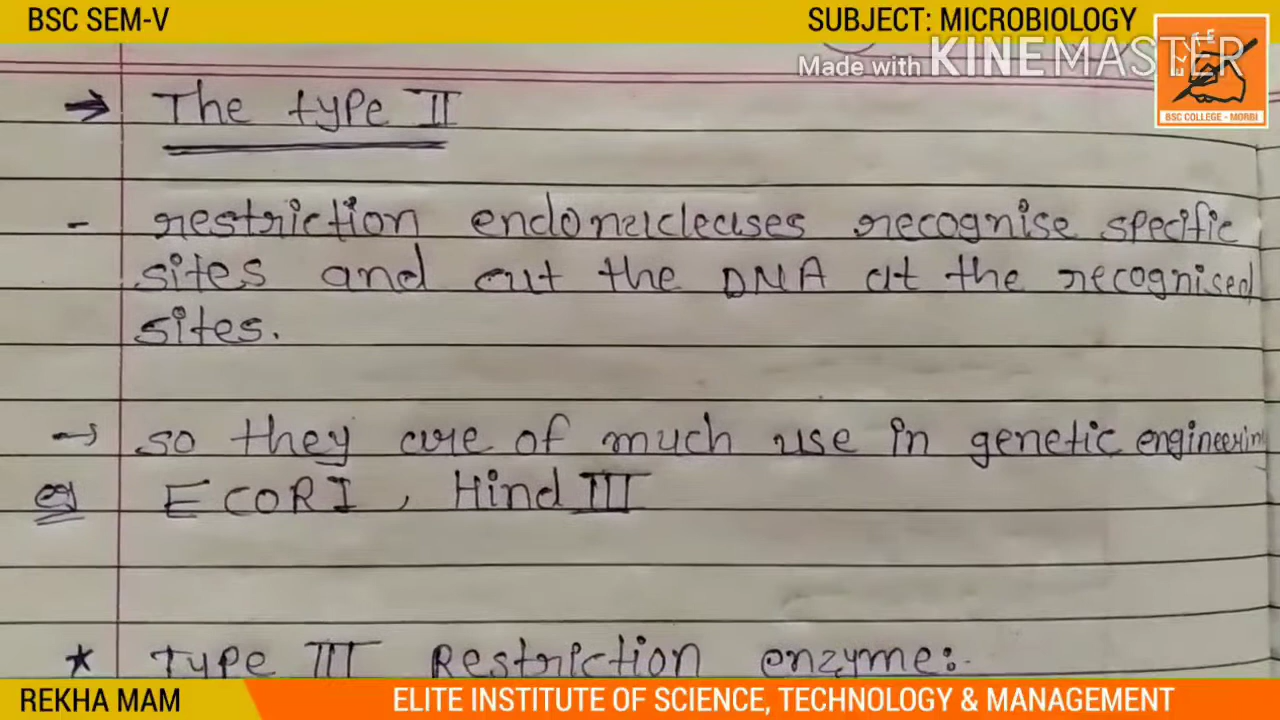 BSC SEM-V
SUBJECT: MICROBIOLOGY
Made with KINEMASTER
ELITE
BSC COLLEGE - MORBI
→ The type II
- restriction endonucleases recognise specific
sites and cut the DNA at the recognised
sites.
→ so they are of much use in genetic engineering
eg ECORI, Hind III
★ Type III Restriction enzyme:-
REKHA MAM
ELITE INSTITUTE OF SCIENCE, TECHNOLOGY & MANAGEMENT